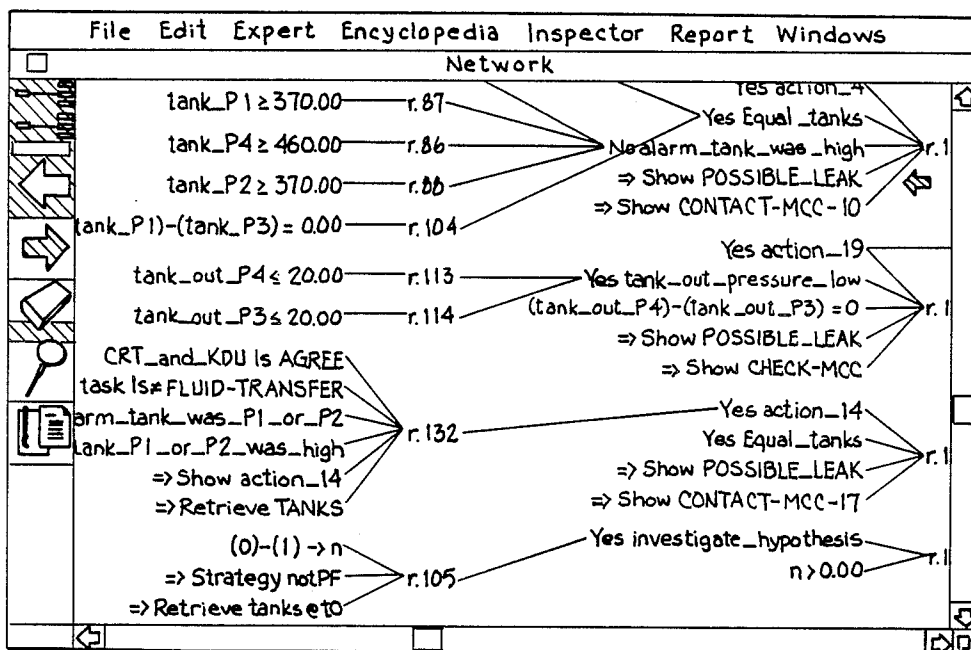 File Edit Expert Encyclopedia Inspector Report Windows
Network
tank_P1 ≥ 370.00 r.87
tank_P4 ≥ 460.00 r.86
tank_P2 ≥ 370.00 r.88
tank_P1)-(tank_P3) = 0.00 r.104
tank_out_P4 ≤ 20.00 r.113
tank_out_P3 ≤ 20.00 r.114
CRT_and_KDU Is AGREE
task Is≠ FLUID-TRANSFER
arm_tank_was_P1_or_P2
tank_P1_or_P2_was_high
r.132
=> Show action_14
=> Retrieve TANKS
(0)-(1) -> n
=> Strategy notPF
r.105
=> Retrieve tanks@t0
Yes action_4
Yes Equal_tanks
No alarm_tank_was_high
r.1
=> Show POSSIBLE_LEAK
=> Show CONTACT-MCC-10
Yes action_19
Yes tank_out_pressure_low
(tank_out_P4)-(tank_out_P3) = 0
r.1
=> Show POSSIBLE_LEAK
=> Show CHECK-MCC
Yes action_14
Yes Equal_tanks
r.1
=> Show POSSIBLE_LEAK
=> Show CONTACT-MCC-17
Yes investigate_hypothesis
r.1
n > 0.00